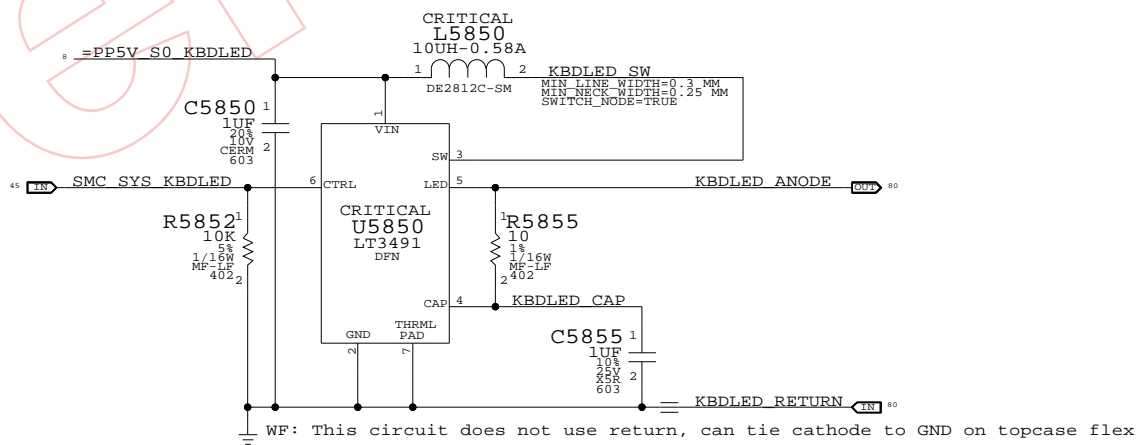 CRITICAL
L5850
10UH-0.58A
8 =PP5V_S0_KBDLED
1 2 KBDLED_SW
MIN_LINE_WIDTH=0.3 MM
MIN_NECK_WIDTH=0.25 MM
SWITCH_NODE=TRUE
DE2812C-SM
C5850 1
1UF
20%
10V
CERM 2
603
1
VIN
SW 3
45 IN SMC_SYS_KBDLED 6 CTRL
LED 5 KBDLED_ANODE OUT 80
CRITICAL
U5850
LT3491
DFN
R5852 1
10K
5%
1/16W
MF-LF
402 2
1 R5855
10
1%
1/16W
MF-LF
2 402
CAP 4 KBDLED_CAP
GND
THRML
PAD
2 7
C5855 1
1UF
10%
25V
X5R 2
603
KBDLED_RETURN IN 80
WF: This circuit does not use return, can tie cathode to GND on topcase flex